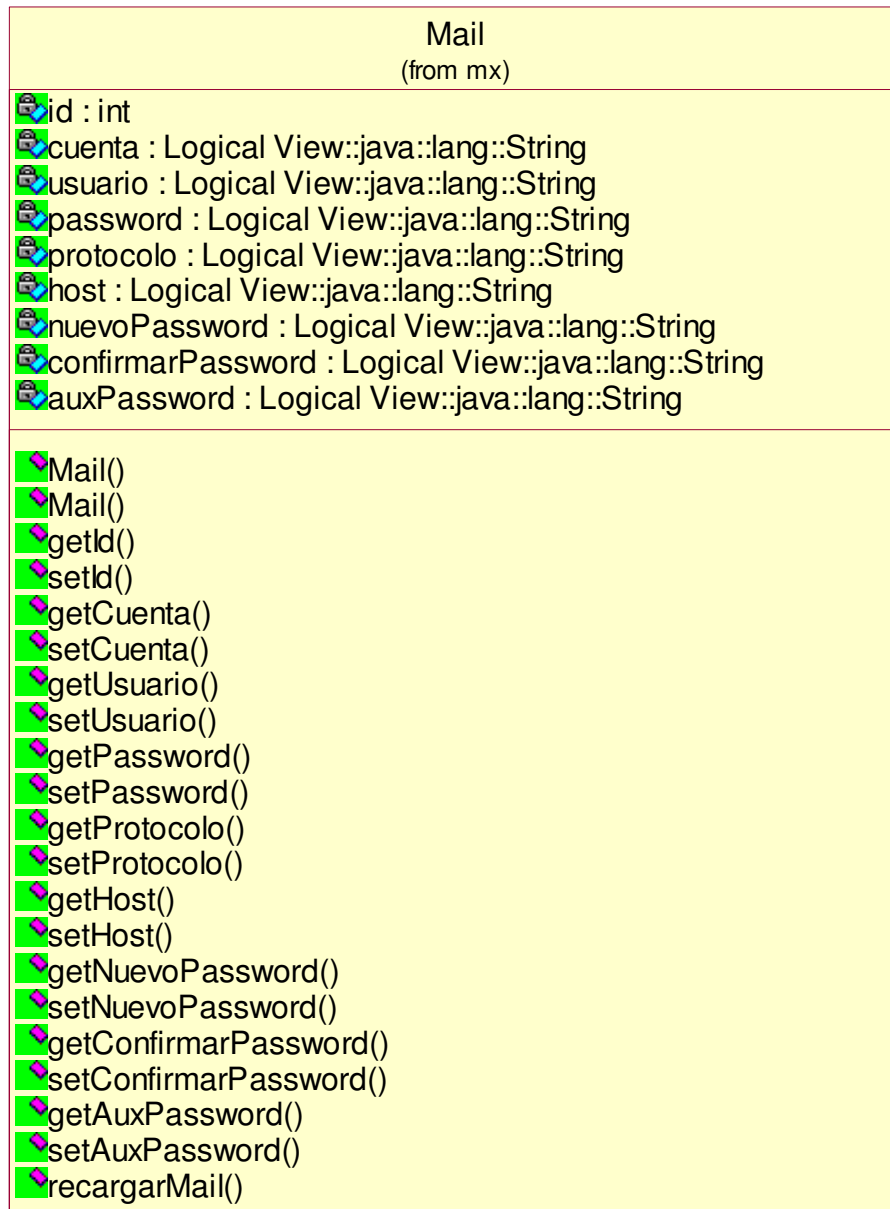 Mail
(from mx)
id : int
cuenta : Logical View::java::lang::String
usuario : Logical View::java::lang::String
password : Logical View::java::lang::String
protocolo : Logical View::java::lang::String
host : Logical View::java::lang::String
nuevoPassword : Logical View::java::lang::String
confirmarPassword : Logical View::java::lang::String
auxPassword : Logical View::java::lang::String
Mail()
Mail()
getId()
setId()
getCuenta()
setCuenta()
getUsuario()
setUsuario()
getPassword()
setPassword()
getProtocolo()
setProtocolo()
getHost()
setHost()
getNuevoPassword()
setNuevoPassword()
getConfirmarPassword()
setConfirmarPassword()
getAuxPassword()
setAuxPassword()
recargarMail()